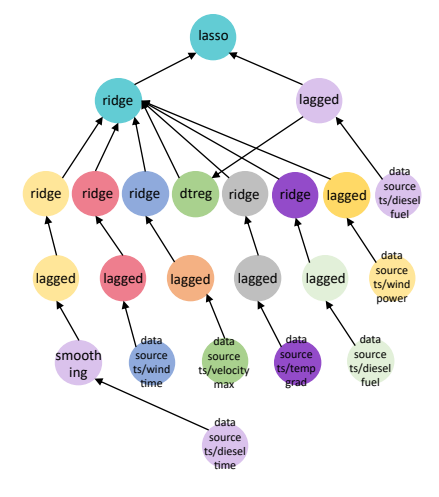 lasso
ridge
lagged
ridge
ridge
ridge
dtreg
ridge
ridge
lagged
data
source
ts/diesel
fuel
lagged
lagged
lagged
lagged
lagged
data
source
ts/wind
power
smooth
ing
data
source
ts/wind
time
data
source
ts/velocity
max
data
source
ts/temp
grad
data
source
ts/diesel
fuel
data
source
ts/diesel
time